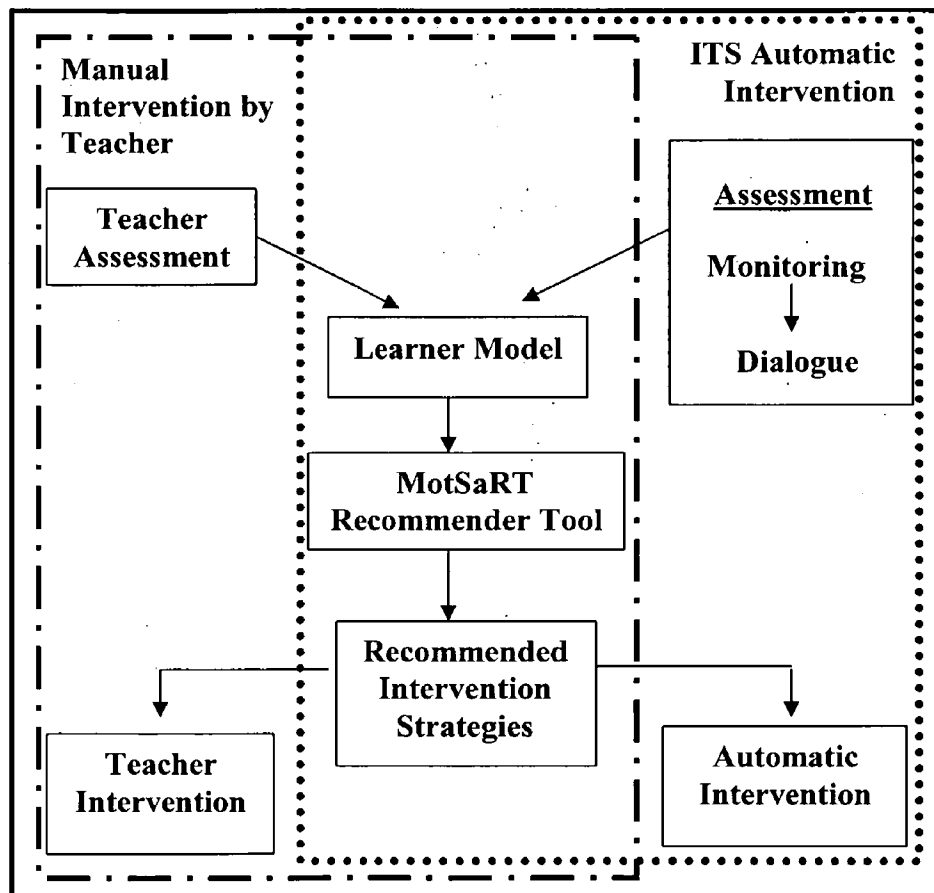 Manual
Intervention by
Teacher
ITS Automatic
Intervention
Teacher
Assessment
Assessment
Monitoring
Dialogue
Learner Model
MotSaRT
Recommender Tool
Recommended
Intervention
Strategies
Teacher
Intervention
Automatic
Intervention